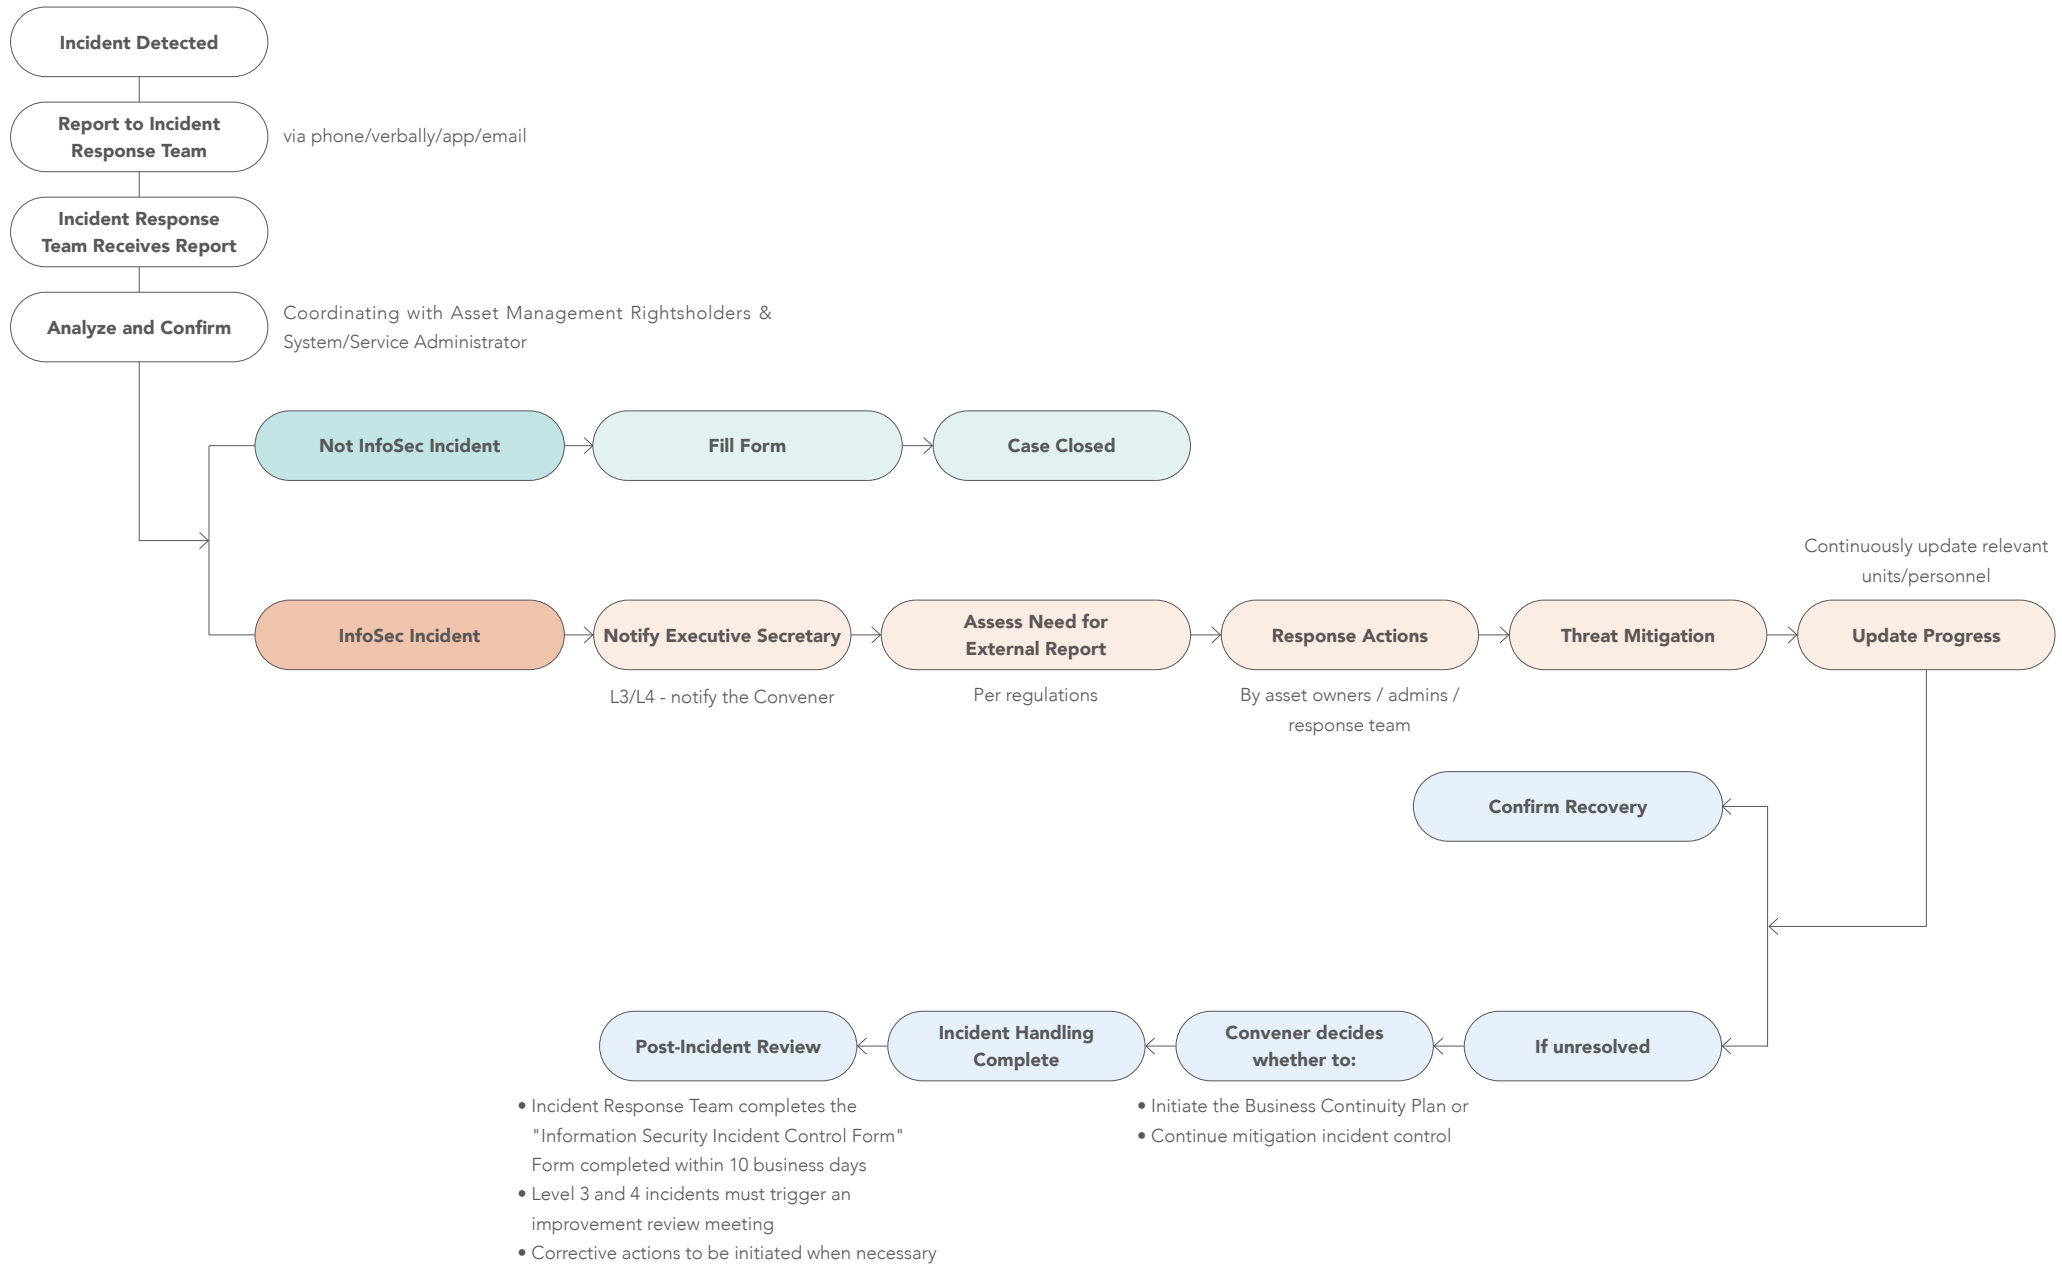 Incident Detected
Report to Incident
Response Team
via phone/verbally/app/email
Incident Response
Team Receives Report
Analyze and Confirm
Coordinating with Asset Management Rightsholders &
System/Service Administrator
Not InfoSec Incident
Fill Form
Case Closed
InfoSec Incident
Notify Executive Secretary
L3/L4 - notify the Convener
Assess Need for
External Report
Per regulations
Response Actions
By asset owners / admins /
response team
Threat Mitigation
Continuously update relevant
units/personnel
Update Progress
Confirm Recovery
If unresolved
Convener decides
whether to:
• Initiate the Business Continuity Plan or
• Continue mitigation incident control
Incident Handling
Complete
Post-Incident Review
• Incident Response Team completes the
"Information Security Incident Control Form"
Form completed within 10 business days
• Level 3 and 4 incidents must trigger an
improvement review meeting
• Corrective actions to be initiated when necessary